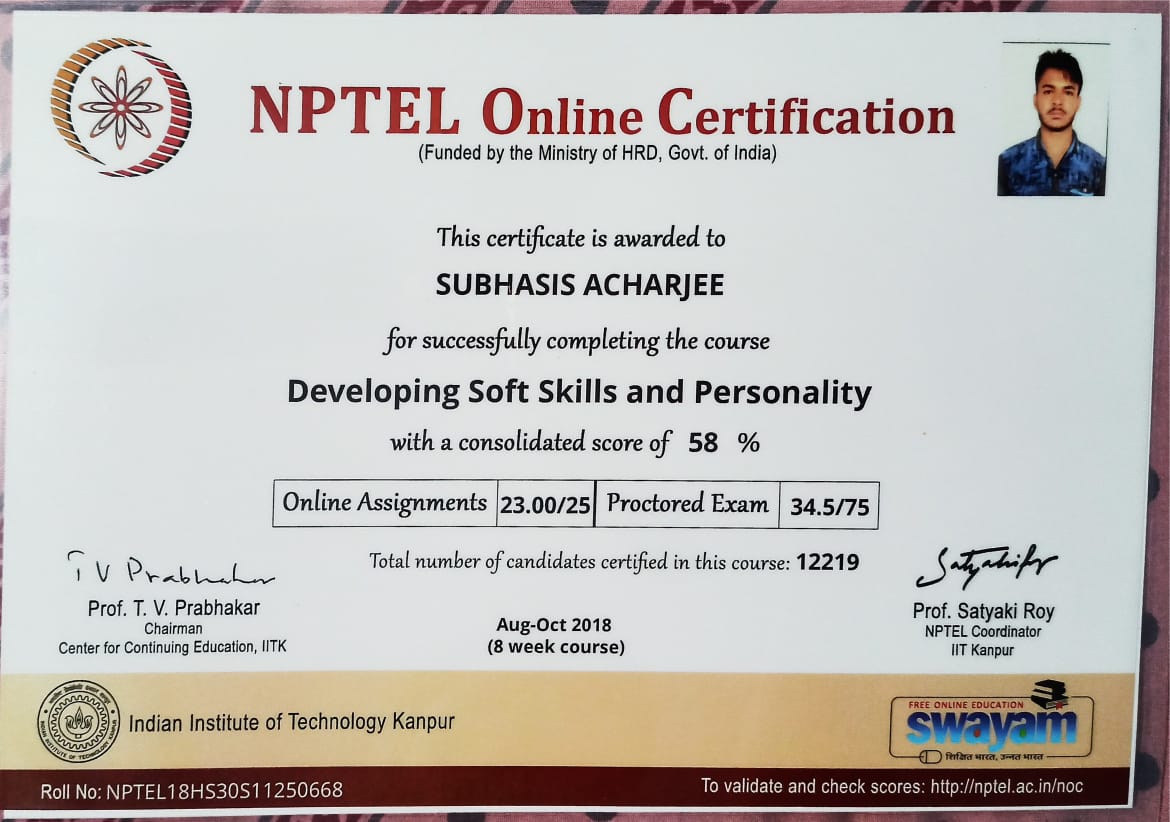 NPTEL Online Certification
(Funded by the Ministry of HRD, Govt. of India)
This certificate is awarded to
SUBHASIS ACHARJEE
for successfully completing the course
Developing Soft Skills and Personality
with a consolidated score of 58 %
Online Assignments 23.00/25 Proctored Exam 34.5/75
Total number of candidates certified in this course: 12219
T V Prabhakar
Prof. T. V. Prabhakar
Chairman
Center for Continuing Education, IITK
Aug-Oct 2018
(8 week course)
Prof. Satyaki Roy
NPTEL Coordinator
IIT Kanpur
Indian Institute of Technology Kanpur
FREE ONLINE EDUCATION
swayam
शिक्षित भारत, उन्नत भारत
Roll No: NPTEL18HS30S11250668
To validate and check scores: http://nptel.ac.in/noc